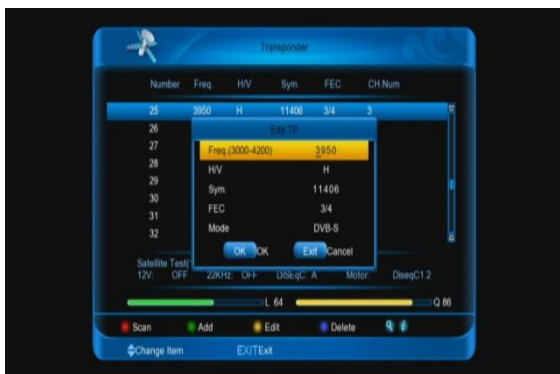 Transponder
Number Freq. H/V Sym. FEC CH.Num
25 3950 H 11406 3/4 3
26
Edit TP
27
Freq.(3000-4200) 3950
28
H/V H
29
Sym. 11406
30
FEC 3/4
31
Mode DVB-S
32
OK OK Exit Cancel
Satellite Test(
12V: OFF 22KHz: OFF DiSEqC: A Motor: DiseqC1.2
L 64 Q 86
Scan Add Edit Delete
Change Item EXIT Exit